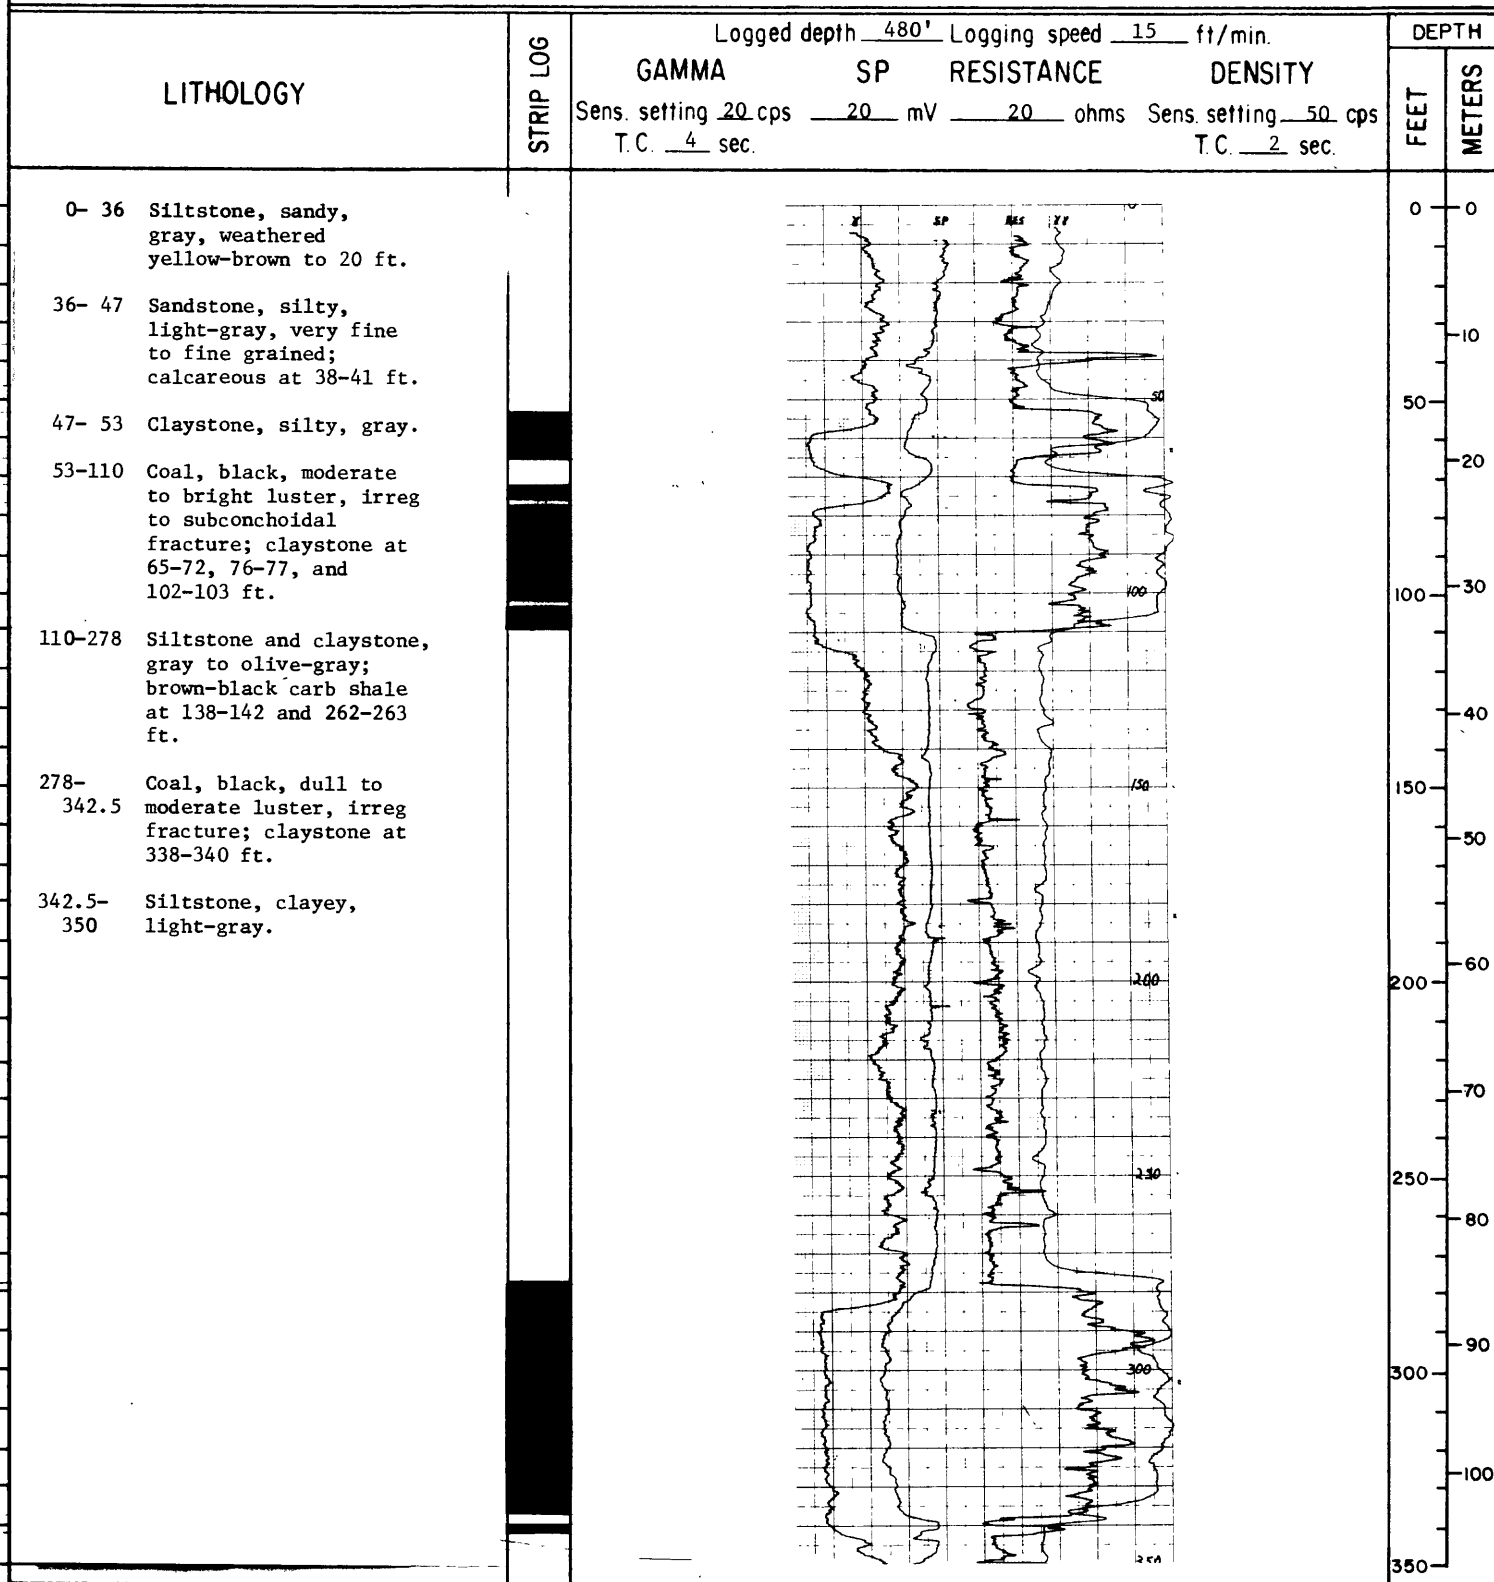 Logged depth 480' Logging speed 15 ft/min.
LITHOLOGY
STRIP LOG
GAMMA SP RESISTANCE DENSITY
Sens. setting 20 cps 20 mV 20 ohms Sens. setting 50 cps
T.C. 4 sec. T.C. 2 sec.
DEPTH
FEET
METERS
0- 36 Siltstone, sandy,
gray, weathered
yellow-brown to 20 ft.
36- 47 Sandstone, silty,
light-gray, very fine
to fine grained;
calcareous at 38-41 ft.
47- 53 Claystone, silty, gray.
53-110 Coal, black, moderate
to bright luster, irreg
to subconchoidal
fracture; claystone at
65-72, 76-77, and
102-103 ft.
110-278 Siltstone and claystone,
gray to olive-gray;
brown-black carb shale
at 138-142 and 262-263
ft.
278- Coal, black, dull to
342.5 moderate luster, irreg
fracture; claystone at
338-340 ft.
342.5- Siltstone, clayey,
350 light-gray.
γ SP RES γγ
0
50
100
150
200
250
300
350
0
50
100
150
200
250
300
350
0
10
20
30
40
50
60
70
80
90
100